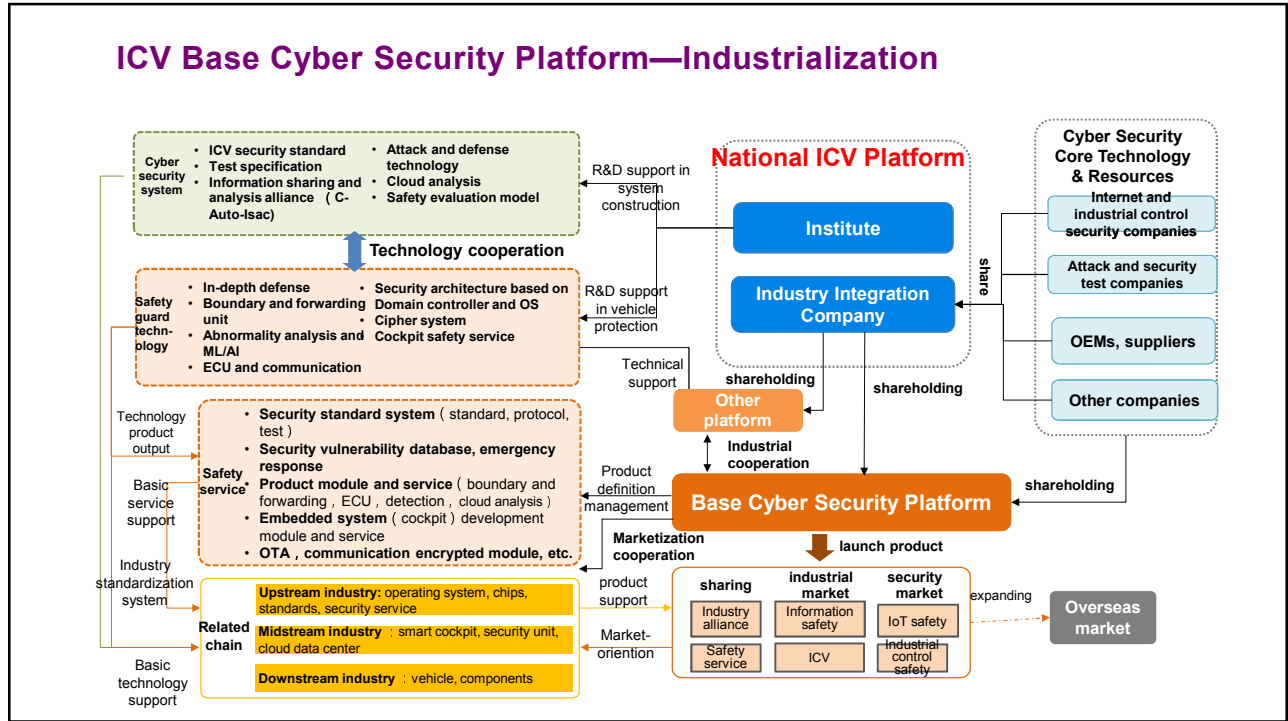 ICV Base Cyber Security Platform—Industrialization
Cyber
security
system
• ICV security standard
• Test specification
• Information sharing and
analysis alliance （ C-
Auto-Isac)
• Attack and defense
technology
• Cloud analysis
• Safety evaluation model
R&D support in
system
construction
National ICV Platform
Institute
Industry Integration
Company
Cyber Security
Core Technology
& Resources
Internet and
industrial control
security companies
Attack and security
test companies
OEMs, suppliers
Other companies
share
Technology cooperation
Safety
guard
techn-
ology
• In-depth defense
• Boundary and forwarding
unit
• Abnormality analysis and
ML/AI
• ECU and communication
• Security architecture based on
• Domain controller and OS
• Cipher system
• Cockpit safety service
R&D support
in vehicle
protection
Technical
support
shareholding
shareholding
Other
platform
Industrial
cooperation
Technology
product
output
Basic
service
support
Industry
standardization
system
Basic
technology
support
Safety
service
• Security standard system（ standard, protocol,
test ）
• Security vulnerability database, emergency
response
• Product module and service（ boundary and
forwarding , ECU , detection , cloud analysis ）
• Embedded system（ cockpit ）development
module and service
• OTA , communication encrypted module, etc.
Product
definition
management
Base Cyber Security Platform
shareholding
Marketization
cooperation
launch product
Related
chain
Upstream industry: operating system, chips,
standards, security service
Midstream industry ：smart cockpit, security unit,
cloud data center
Downstream industry ：vehicle, components
product
support
Market-
orientation
sharing
industrial
market
security
market
Industry
alliance
Information
safety
IoT safety
Safety
service
ICV
Industrial
control
safety
expanding
Overseas
market